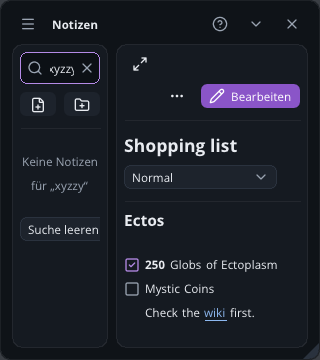 Notizen
xyzzy
Bearbeiten
Keine Notizen
für „xyzzy“
Suche leeren
Shopping list
Normal
Ectos
250 Globs of Ectoplasm
Mystic Coins
Check the wiki first.